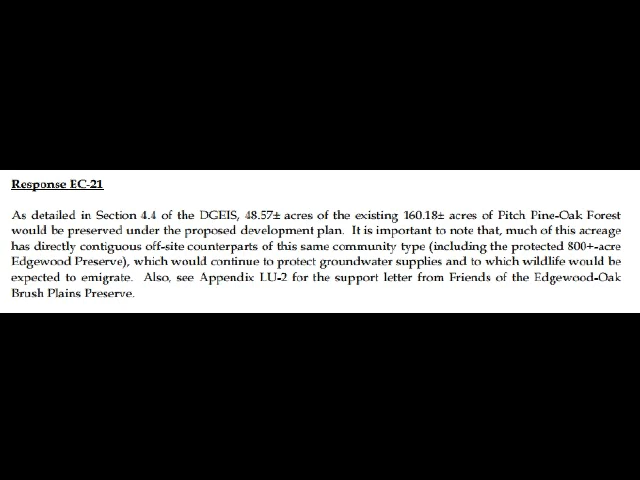 Response EC-21
As detailed in Section 4.4 of the DGEIS, 48.57± acres of the existing 160.18± acres of Pitch Pine-Oak Forest
would be preserved under the proposed development plan. It is important to note that, much of this acreage
has directly contiguous off-site counterparts of this same community type (including the protected 800+-acre
Edgewood Preserve), which would continue to protect groundwater supplies and to which wildlife would be
expected to emigrate. Also, see Appendix LU-2 for the support letter from Friends of the Edgewood-Oak
Brush Plains Preserve.